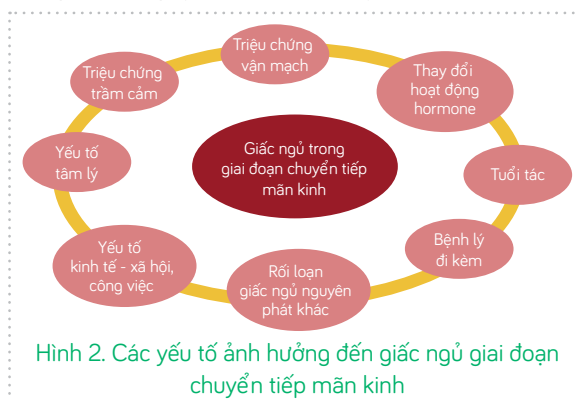 Triệu chứng
vận mạch
Thay đổi
hoạt động
hormone
Tuổi tác
Bệnh lý
đi kèm
Rối loạn
giấc ngủ nguyên
phát khác
Yếu tố
kinh tế - xã hội,
công việc
Yếu tố
tâm lý
Triệu chứng
trầm cảm
Giấc ngủ trong
giai đoạn chuyển tiếp
mãn kinh
Hình 2. Các yếu tố ảnh hưởng đến giấc ngủ giai đoạn
chuyển tiếp mãn kinh